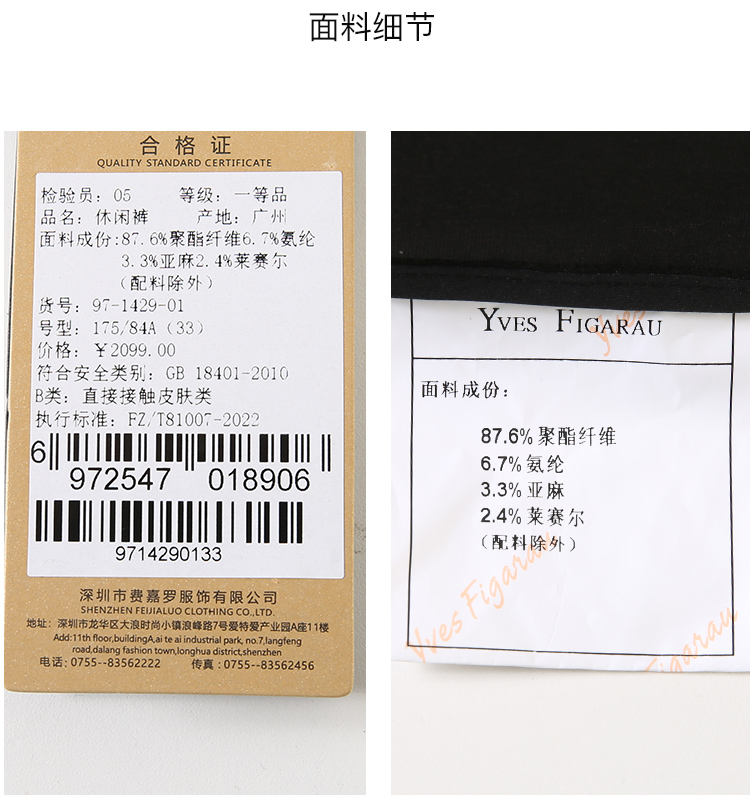 面料细节
合格证
QUALITY STANDARD CERTIFICATE
检验员：05 等级：一等品
品名：休闲裤 产地：广州
面料成份:87.6%聚酯纤维6.7%氨纶
3.3%亚麻2.4%莱赛尔
（配料除外）
货号：97-1429-01
号型：175/84A（33）
价格：￥2099.00
符合安全类别：GB 18401-2010
B类：直接接触皮肤类
执行标准：FZ/T81007-2022
6 972547 018906
9714290133
深圳市费嘉罗服饰有限公司
SHENZHEN FEIJIALUO CLOTHING CO.,LTD
地址：深圳市龙华区大浪时尚小镇浪峰路7号爱特爱产业园A座11楼
Add:11th floor,buildingA,ai te ai industrial park, no.7,langfeng
road,dalang fashion town,longhua district,shenzhen
电话：0755--83562222 传真：0755--83562456
YVES FIGARAU
Yves
面料成份：
87.6% 聚酯纤维
6.7% 氨纶
3.3% 亚麻
2.4% 莱赛尔
（配料除外）
Yves Figarau
Figarau